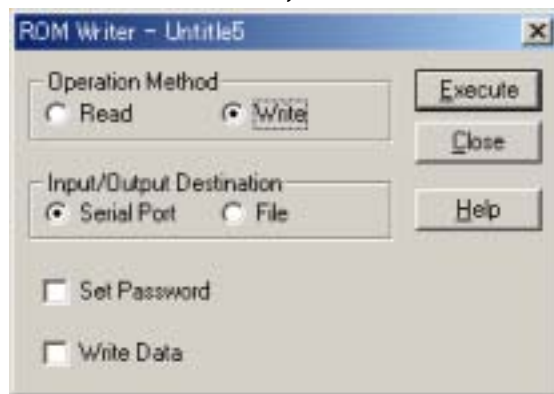 ROM Writer - Untitle5
Operation Method
Read Write
Execute
Close
Input/Output Destination
Serial Port File
Help
Set Password
Write Data